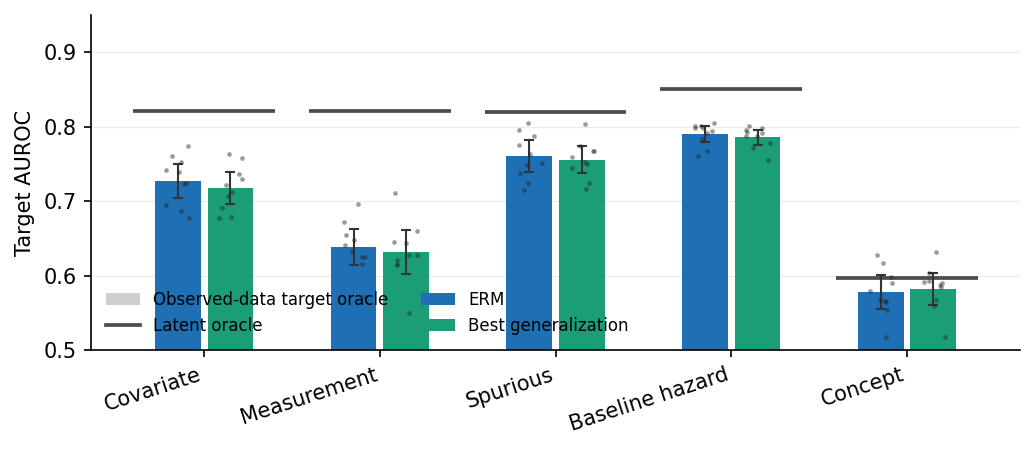 Target AUROC
0.9
0.8
0.7
0.6
0.5
Observed-data target oracle
Latent oracle
ERM
Best generalization
Covariate
Measurement
Spurious
Baseline hazard
Concept